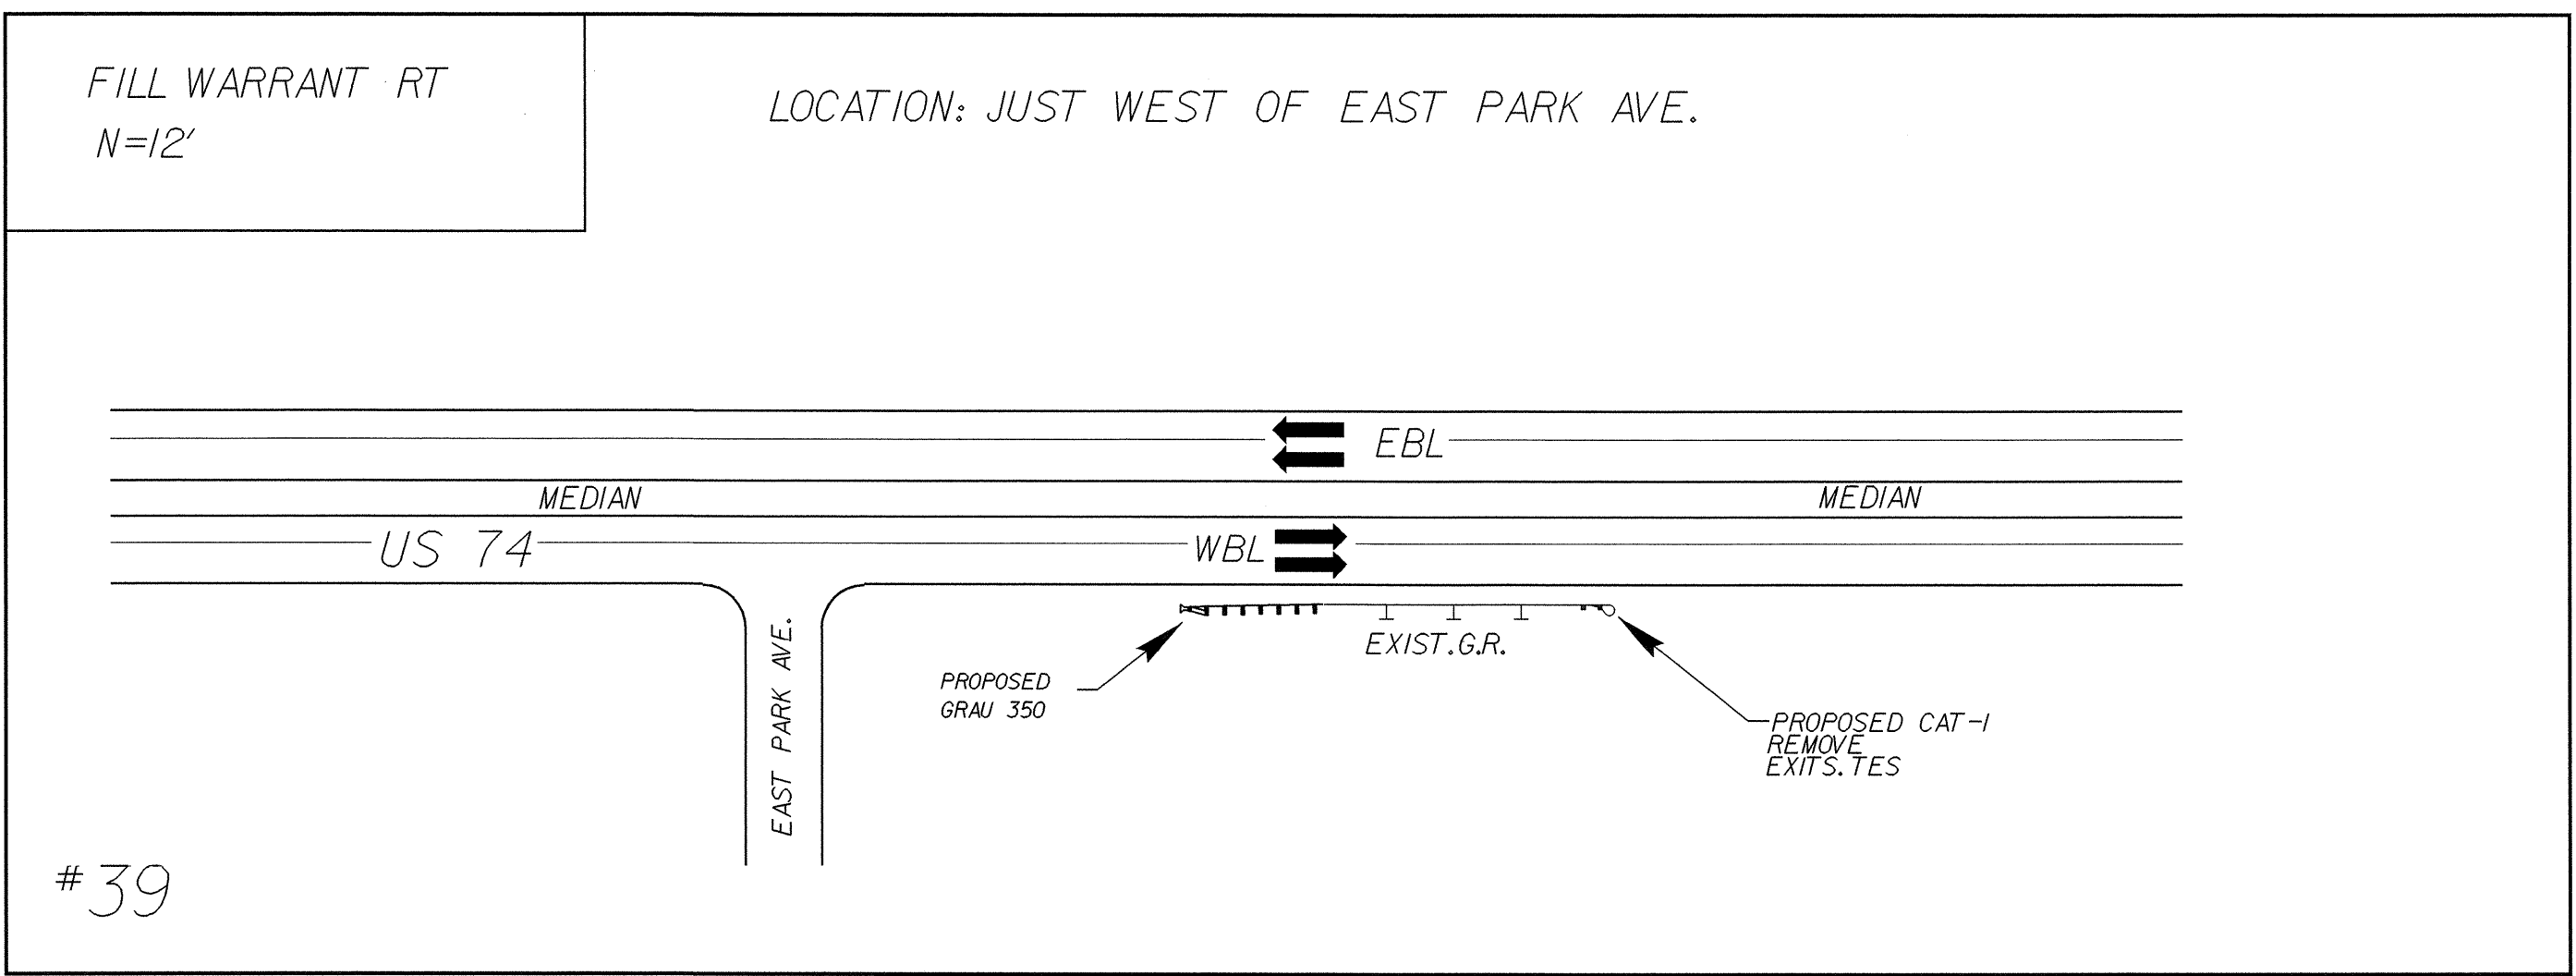 FILL WARRANT RT
N=12'
LOCATION: JUST WEST OF EAST PARK AVE.
EBL
MEDIAN
MEDIAN
US 74
WBL
EXIST.G.R.
PROPOSED
GRAU 350
EAST PARK AVE.
PROPOSED CAT-1
REMOVE
EXITS.TES
#39